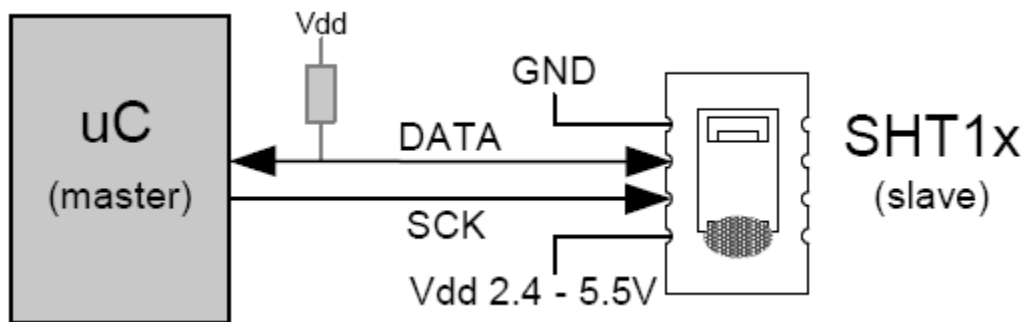 Vdd
uC
(master)
GND
DATA
SCK
Vdd 2.4 - 5.5V
SHT1x
(slave)